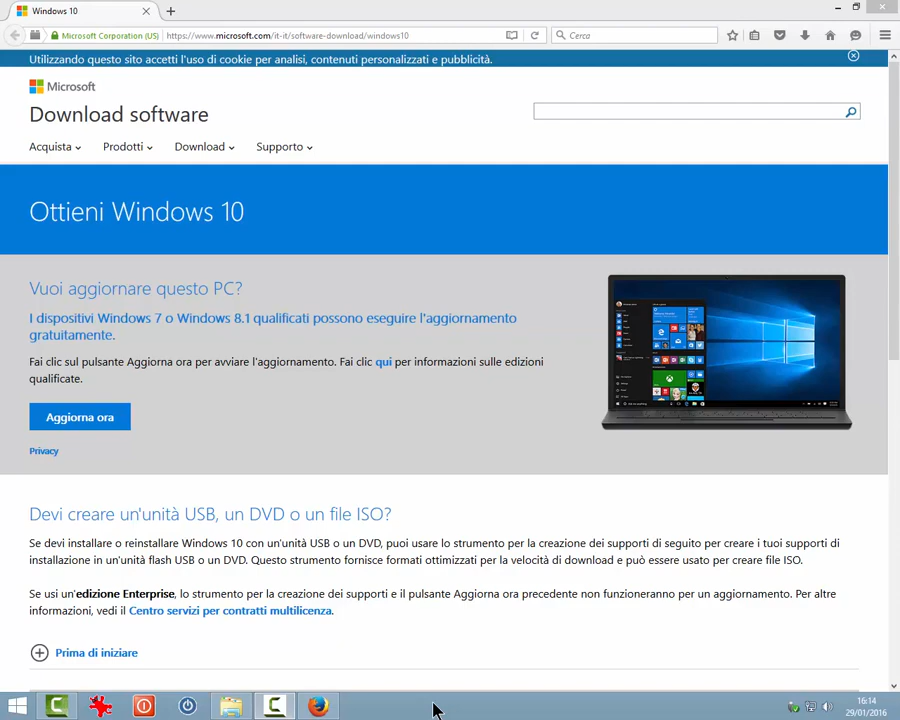 Windows 10
Microsoft Corporation (US)
https://www.microsoft.com/it-it/software-download/windows10
Cerca
Utilizzando questo sito accetti l'uso di cookie per analisi, contenuti personalizzati e pubblicità.
Microsoft
Download software
Acquista
Prodotti
Download
Supporto
Ottieni Windows 10
Vuoi aggiornare questo PC?
I dispositivi Windows 7 o Windows 8.1 qualificati possono eseguire l'aggiornamento
gratuitamente.
Fai clic sul pulsante Aggiorna ora per avviare l'aggiornamento. Fai clic qui per informazioni sulle edizioni
qualificate.
Aggiorna ora
Privacy
Devi creare un'unità USB, un DVD o un file ISO?
Se devi installare o reinstallare Windows 10 con un'unità USB o un DVD, puoi usare lo strumento per la creazione dei supporti di seguito per creare i tuoi supporti di
installazione in un'unità flash USB o un DVD. Questo strumento fornisce formati ottimizzati per la velocità di download e può essere usato per creare file ISO.
Se usi un'edizione Enterprise, lo strumento per la creazione dei supporti e il pulsante Aggiorna ora precedente non funzioneranno per un aggiornamento. Per altre
informazioni, vedi il Centro servizi per contratti multilicenza.
Prima di iniziare
16:14
29/01/2016